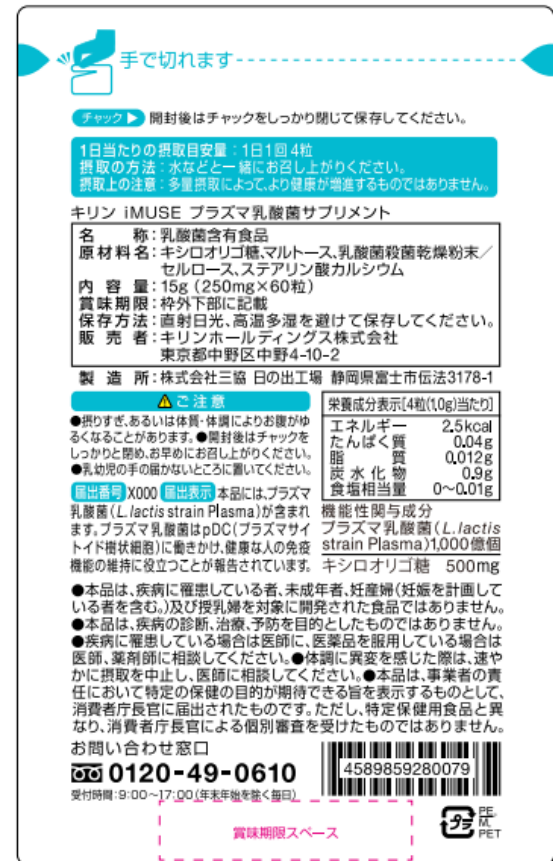 手で切れます
チャック▶ 開封後はチャックをしっかり閉じて保存してください。
1日当たりの摂取目安量：1日1回4粒
摂取の方法：水などと一緒にお召し上がりください。
摂取上の注意：多量摂取によって、より健康が増進するものではありません。
キリン iMUSE プラズマ乳酸菌サプリメント
名称：乳酸菌含有食品
原材料名：キシロオリゴ糖、マルトース、乳酸菌殺菌乾燥粉末／
セルロース、ステアリン酸カルシウム
内容量：15g（250mg×60粒）
賞味期限：枠外下部に記載
保存方法：直射日光、高温多湿を避けて保存してください。
販売者：キリンホールディングス株式会社
東京都中野区中野4-10-2
製造所：株式会社三協 日の出工場 静岡県富士市伝法3178-1
⚠ご注意
●摂りすぎ、あるいは体質・体調によりお腹がゆ
るくなることがあります。●開封後はチャックを
しっかりと閉め、お早めにお召し上がりください。
●乳幼児の手の届かないところに置いてください。
届出番号 X000 届出表示 本品には、プラズマ
乳酸菌（L. lactis strain Plasma）が含まれ
ます。プラズマ乳酸菌はpDC（プラズマサイ
トイド樹状細胞）に働きかけ、健康な人の免疫
機能の維持に役立つことが報告されています。
栄養成分表示[4粒(1.0g)当たり]
エネルギー 2.5kcal
たんぱく質 0.04g
脂質 0.012g
炭水化物 0.9g
食塩相当量 0〜0.01g
機能性関与成分
プラズマ乳酸菌（L. lactis
strain Plasma）1,000億個
キシロオリゴ糖 500mg
●本品は、疾病に罹患している者、未成年者、妊産婦（妊娠を計画して
いる者を含む。）及び授乳婦を対象に開発された食品ではありません。
●本品は、疾病の診断、治療、予防を目的としたものではありません。
●疾病に罹患している場合は医師に、医薬品を服用している場合は
医師、薬剤師に相談してください。●体調に異変を感じた際は、速や
かに摂取を中止し、医師に相談してください。●本品は、事業者の責
任において特定の保健の目的が期待できる旨を表示するものとして、
消費者庁長官に届出されたものです。ただし、特定保健用食品と異
なり、消費者庁長官による個別審査を受けたものではありません。
お問い合わせ窓口
0120-49-0610
受付時間：9:00〜17:00（年末年始を除く毎日）
4589859280079
賞味期限スペース
プラ
PE,
M,
PET